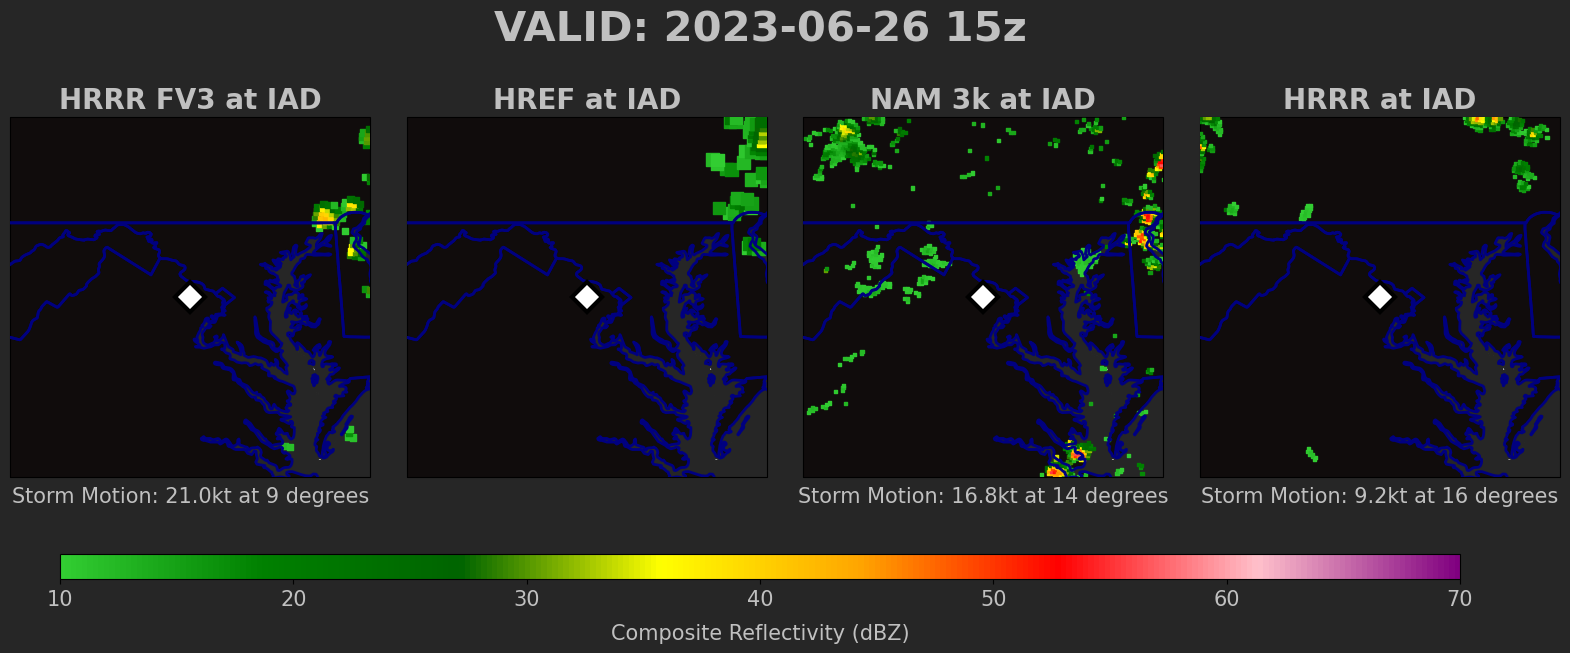 VALID: 2023-06-26 15z
HRRR FV3 at IAD
HREF at IAD
NAM 3k at IAD
HRRR at IAD
Storm Motion: 21.0kt at 9 degrees
Storm Motion: 16.8kt at 14 degrees
Storm Motion: 9.2kt at 16 degrees
10 20 30 40 50 60 70
Composite Reflectivity (dBZ)